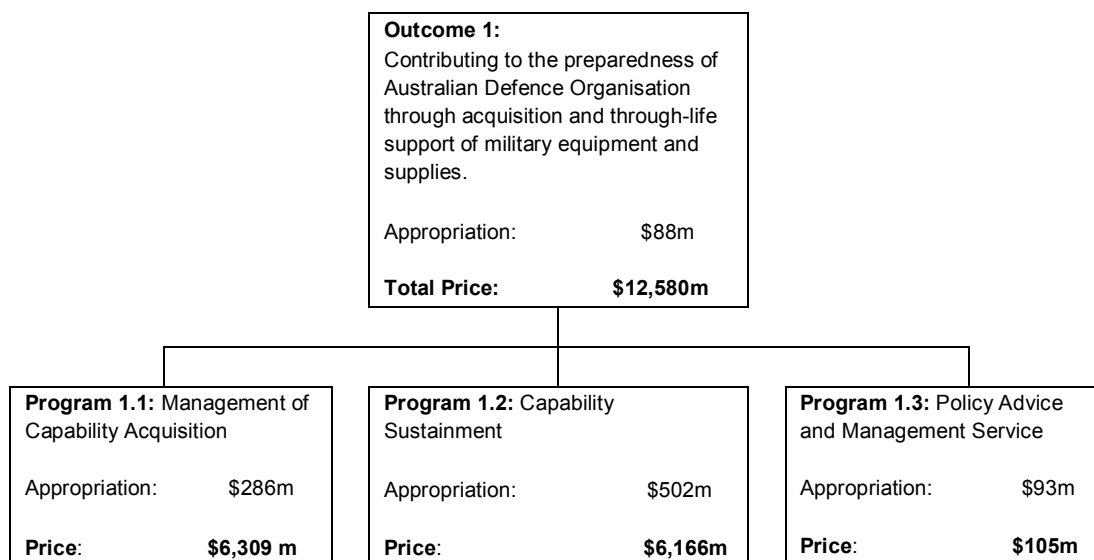 Outcome 1:
Contributing to the preparedness of
Australian Defence Organisation
through acquisition and through-life
support of military equipment and
supplies.
Appropriation: $88m
Total Price: $12,580m
Program 1.1: Management of
Capability Acquisition
Appropriation: $286m
Price: $6,309 m
Program 1.2: Capability
Sustainment
Appropriation: $502m
Price: $6,166m
Program 1.3: Policy Advice
and Management Service
Appropriation: $93m
Price: $105m